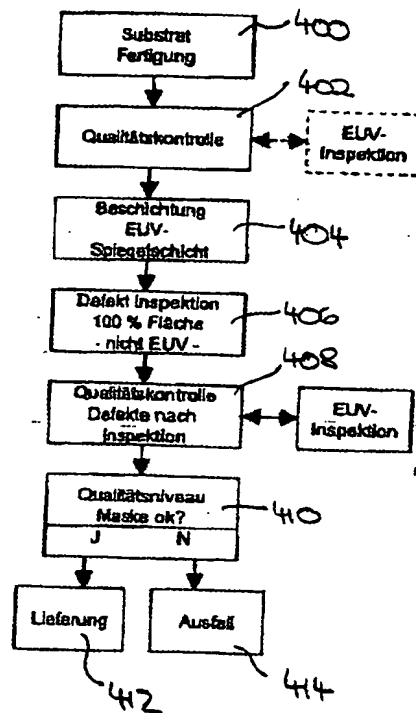 Substrat
Fertigung
400
402
Qualitätskontrolle
EUV-
Inspektion
Beschichtung
EUV-
Spiegelschicht
404
Defekt Inspektion
100 % Fläche
- nicht EUV -
406
408
Qualitätskontrolle
Defekte nach
Inspektion
EUV-
Inspektion
Qualitätsniveau
Maske ok?
J N
410
Lieferung
Ausfall
412
414